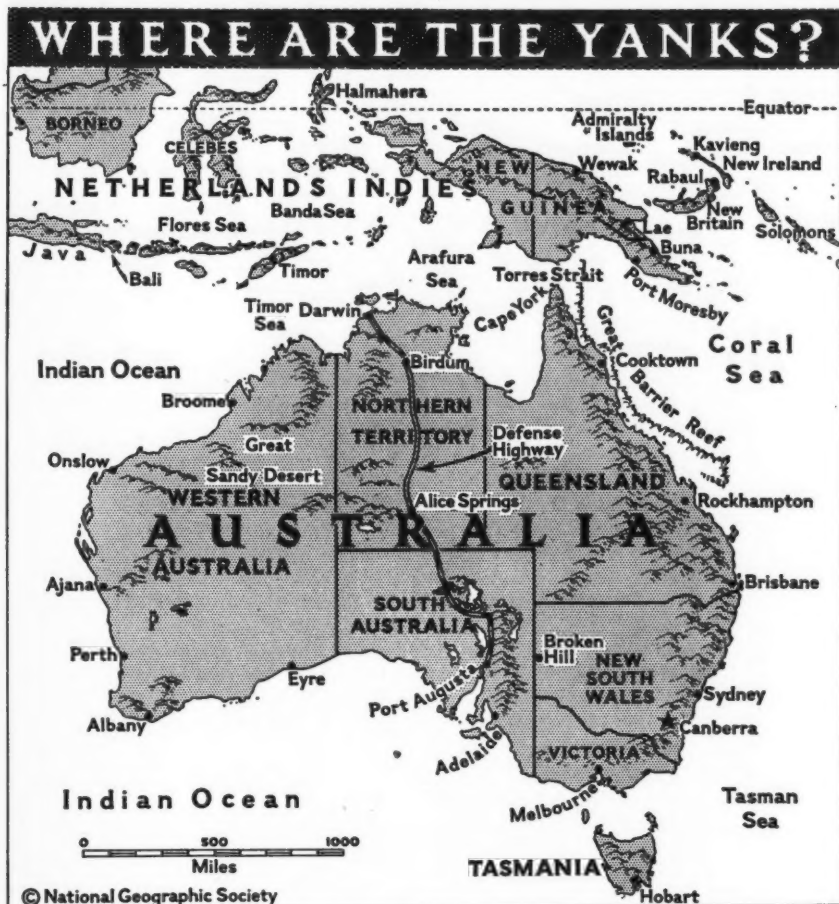 WHERE ARE THE YANKS?
Halmahera
Equator
BORNEO
CELEBES
Admiralty
Islands
Kavieng
New Ireland
NEW
GUINEA
Wewak
Rabaul
NETHERLANDS INDIES
New
Britain
Solomons
Banda Sea
Flores Sea
Lae
Buna
Java
Bali
Timor
Arafura
Sea
Torres Strait
Port Moresby
Timor
Sea
Darwin
Cape York
Great Barrier Reef
Coral
Sea
Cooktown
Birdum
Indian Ocean
Broome
NORTHERN
TERRITORY
Defense
Highway
Great
Sandy Desert
Onslow
WESTERN
AUSTRALIA
QUEENSLAND
Alice Springs
Rockhampton
AUSTRALIA
Ajana
Brisbane
SOUTH
AUSTRALIA
Broken
Hill
NEW
SOUTH
WALES
Perth
Eyre
Port Augusta
Sydney
Albany
Adelaide
Canberra
VICTORIA
Indian Ocean
Melbourne
Tasman
Sea
0 500 1000
Miles
TASMANIA
© National Geographic Society
Hobart